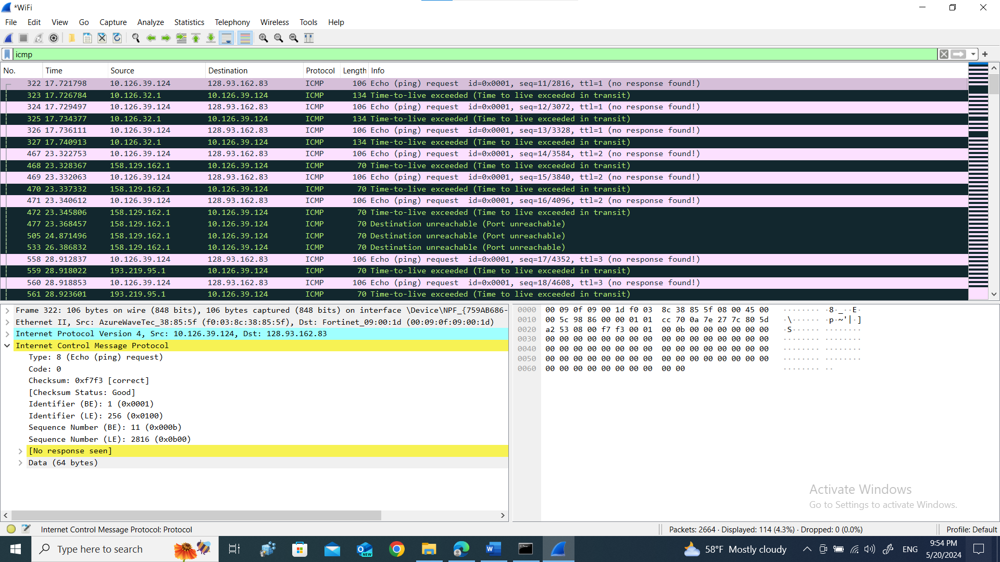 *WiFi
File Edit View Go Capture Analyze Statistics Telephony Wireless Tools Help
icmp
No. Time Source Destination Protocol Length Info
322 17.721798 10.126.39.124 128.93.162.83 ICMP 106 Echo (ping) request id=0x0001, seq=11/2816, ttl=1 (no response found!)
323 17.726784 10.126.32.1 10.126.39.124 ICMP 134 Time-to-live exceeded (Time to live exceeded in transit)
324 17.729497 10.126.39.124 128.93.162.83 ICMP 106 Echo (ping) request id=0x0001, seq=12/3072, ttl=1 (no response found!)
325 17.734377 10.126.32.1 10.126.39.124 ICMP 134 Time-to-live exceeded (Time to live exceeded in transit)
326 17.736111 10.126.39.124 128.93.162.83 ICMP 106 Echo (ping) request id=0x0001, seq=13/3328, ttl=1 (no response found!)
327 17.740913 10.126.32.1 10.126.39.124 ICMP 134 Time-to-live exceeded (Time to live exceeded in transit)
467 23.322753 10.126.39.124 128.93.162.83 ICMP 106 Echo (ping) request id=0x0001, seq=14/3584, ttl=2 (no response found!)
468 23.328367 158.129.162.1 10.126.39.124 ICMP 70 Time-to-live exceeded (Time to live exceeded in transit)
469 23.332063 10.126.39.124 128.93.162.83 ICMP 106 Echo (ping) request id=0x0001, seq=15/3840, ttl=2 (no response found!)
470 23.337332 158.129.162.1 10.126.39.124 ICMP 70 Time-to-live exceeded (Time to live exceeded in transit)
471 23.340612 10.126.39.124 128.93.162.83 ICMP 106 Echo (ping) request id=0x0001, seq=16/4096, ttl=2 (no response found!)
472 23.345806 158.129.162.1 10.126.39.124 ICMP 70 Time-to-live exceeded (Time to live exceeded in transit)
477 23.368457 158.129.162.1 10.126.39.124 ICMP 70 Destination unreachable (Port unreachable)
505 24.871496 158.129.162.1 10.126.39.124 ICMP 70 Destination unreachable (Port unreachable)
533 26.386832 158.129.162.1 10.126.39.124 ICMP 70 Destination unreachable (Port unreachable)
558 28.912837 10.126.39.124 128.93.162.83 ICMP 106 Echo (ping) request id=0x0001, seq=17/4352, ttl=3 (no response found!)
559 28.918022 193.219.95.1 10.126.39.124 ICMP 70 Time-to-live exceeded (Time to live exceeded in transit)
560 28.918853 10.126.39.124 128.93.162.83 ICMP 106 Echo (ping) request id=0x0001, seq=18/4608, ttl=3 (no response found!)
561 28.923601 193.219.95.1 10.126.39.124 ICMP 70 Time-to-live exceeded (Time to live exceeded in transit)
Frame 322: 106 bytes on wire (848 bits), 106 bytes captured (848 bits) on interface \Device\NPF_{759AB686-
Ethernet II, Src: AzureWaveTec_38:85:5f (f0:03:8c:38:85:5f), Dst: Fortinet_09:00:1d (00:09:0f:09:00:1d)
Internet Protocol Version 4, Src: 10.126.39.124, Dst: 128.93.162.83
Internet Control Message Protocol
Type: 8 (Echo (ping) request)
Code: 0
Checksum: 0xf7f3 [correct]
[Checksum Status: Good]
Identifier (BE): 1 (0x0001)
Identifier (LE): 256 (0x0100)
Sequence Number (BE): 11 (0x000b)
Sequence Number (LE): 2816 (0x0b00)
[No response seen]
Data (64 bytes)
0000 00 09 0f 09 00 1d f0 03 8c 38 85 5f 08 00 45 00 ········ ·8·_··E·
0010 00 5c 98 86 00 00 01 01 cc 70 0a 7e 27 7c 80 5d ·\······ ·p·~'|·]
0020 a2 53 08 00 f7 f3 00 01 00 0b 00 00 00 00 00 00 ·S······ ········
0030 00 00 00 00 00 00 00 00 00 00 00 00 00 00 00 00 ········ ········
0040 00 00 00 00 00 00 00 00 00 00 00 00 00 00 00 00 ········ ········
0050 00 00 00 00 00 00 00 00 00 00 00 00 00 00 00 00 ········ ········
0060 00 00 00 00 00 00 00 00 00 00 ········ ··
Activate Windows
Go to Settings to activate Windows.
Internet Control Message Protocol: Protocol
Packets: 2664 · Displayed: 114 (4.3%) · Dropped: 0 (0.0%)
Profile: Default
Type here to search
NEW
58°F Mostly cloudy
ENG
9:54 PM
5/20/2024